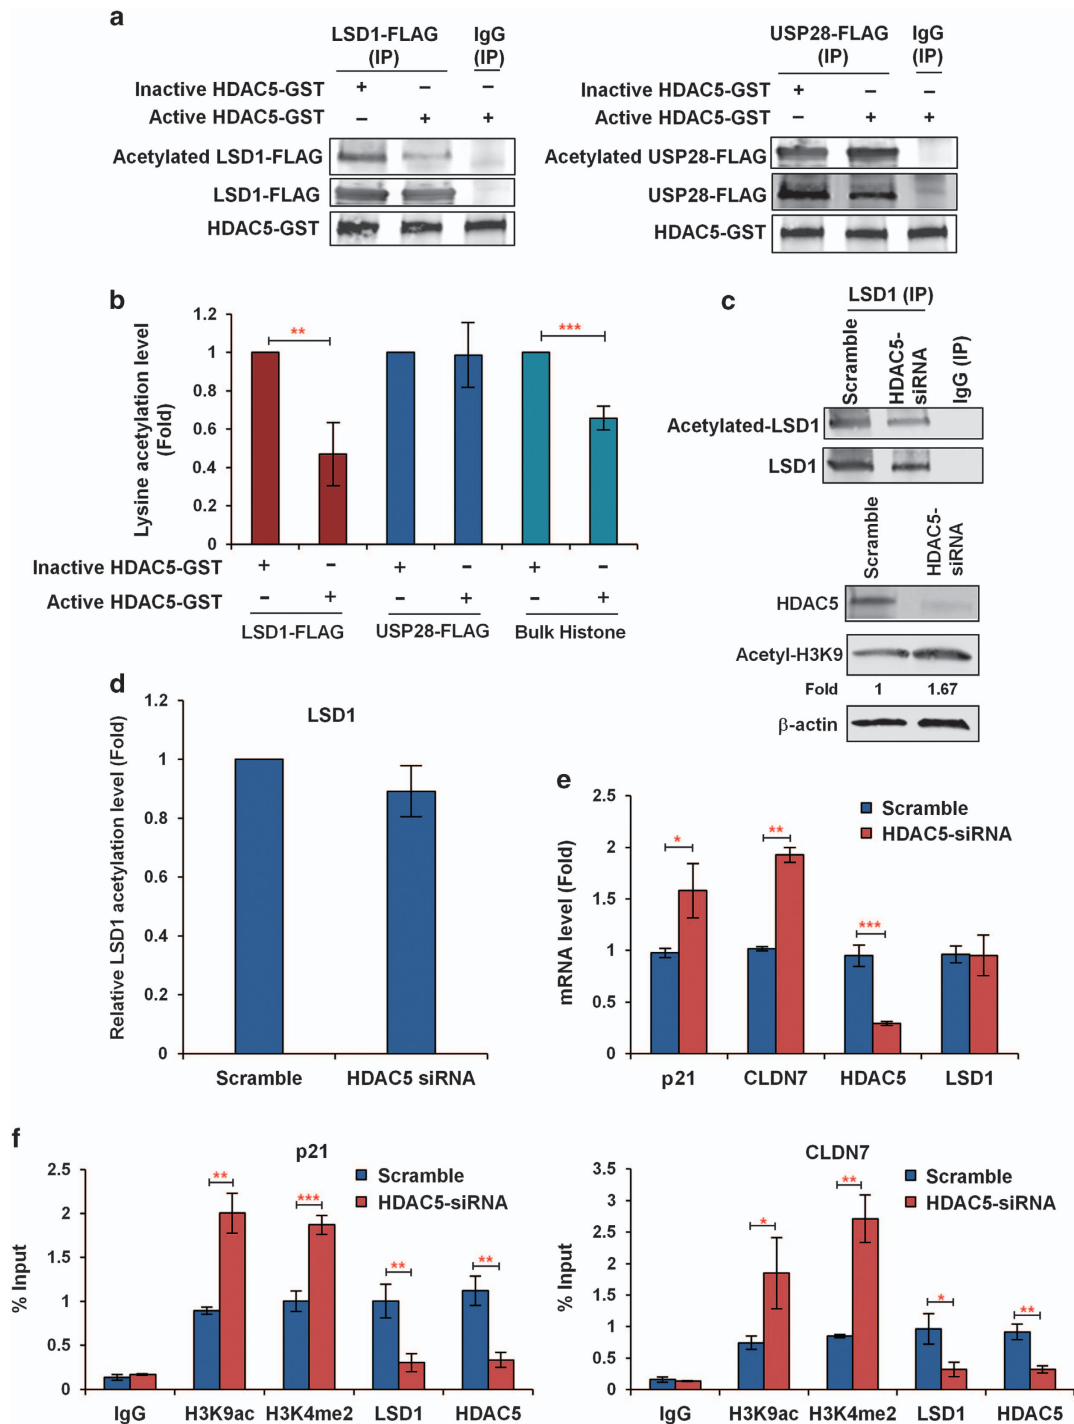 a
LSD1-FLAG (IP)
IgG (IP)
Inactive HDAC5-GST + – –
Active HDAC5-GST – + +
Acetylated LSD1-FLAG
LSD1-FLAG
HDAC5-GST
USP28-FLAG (IP)
IgG (IP)
Inactive HDAC5-GST + – –
Active HDAC5-GST – + +
Acetylated USP28-FLAG
USP28-FLAG
HDAC5-GST
b
Lysine acetylation level (Fold)
1.2
1
0.8
0.6
0.4
0.2
0
** ***
Inactive HDAC5-GST + – + – + –
Active HDAC5-GST – + – + – +
LSD1-FLAG USP28-FLAG Bulk Histone
c
LSD1 (IP)
Scramble
HDAC5-siRNA
IgG (IP)
Acetylated-LSD1
LSD1
Scramble
HDAC5-siRNA
HDAC5
Acetyl-H3K9
Fold 1 1.67
β-actin
d
Relative LSD1 acetylation level (Fold)
LSD1
1.2
1
0.8
0.6
0.4
0.2
0
Scramble HDAC5 siRNA
e
mRNA level (Fold)
2.5
2
1.5
1
0.5
0
Scramble
HDAC5-siRNA
* ** ***
p21 CLDN7 HDAC5 LSD1
f
p21
% Input
2.5
2
1.5
1
0.5
0
Scramble
HDAC5-siRNA
** *** ** **
IgG H3K9ac H3K4me2 LSD1 HDAC5
CLDN7
% Input
3.5
3
2.5
2
1.5
1
0.5
0
Scramble
HDAC5-siRNA
* ** * **
IgG H3K9ac H3K4me2 LSD1 HDAC5